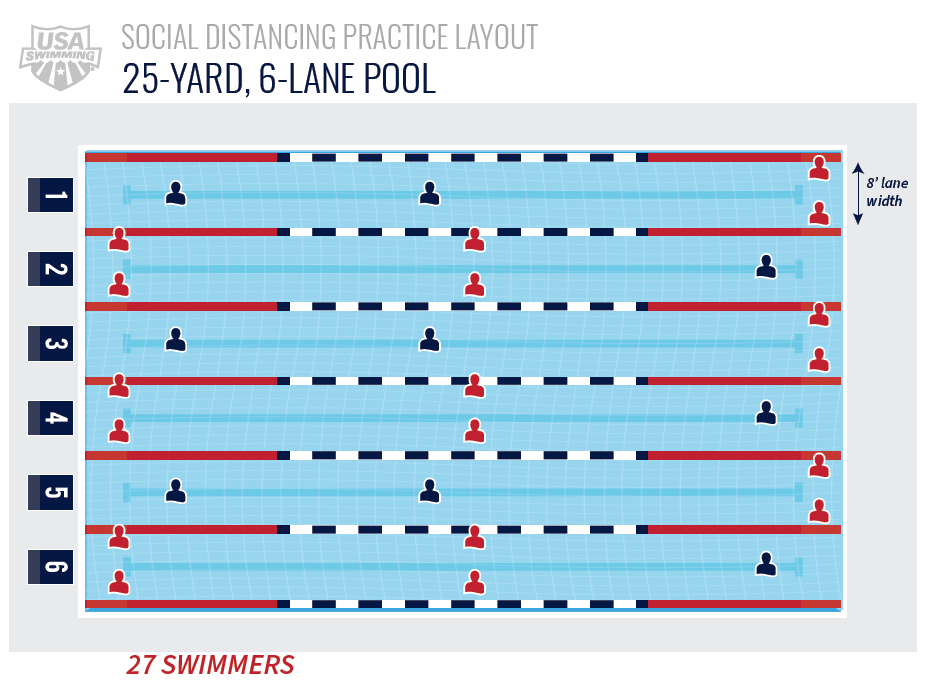 USA
SWIMMING
SOCIAL DISTANCING PRACTICE LAYOUT
25-YARD, 6-LANE POOL
1
8’ lane
width
2
3
4
5
6
27 SWIMMERS